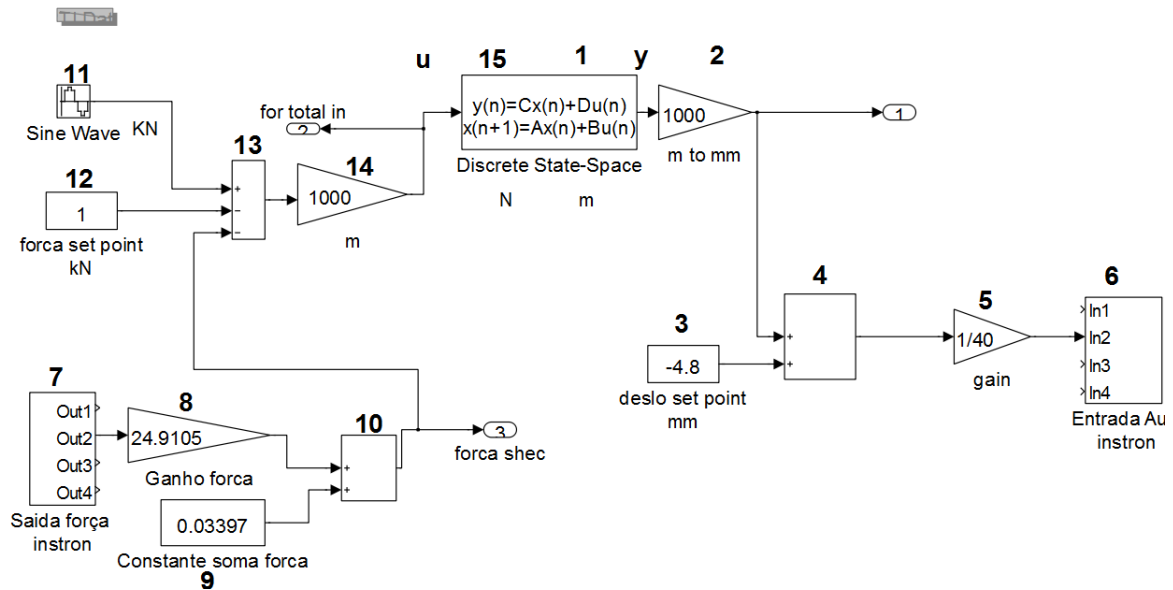 11
Sine Wave
KN
12
1
forca set point
kN
13
for total in
2
14
1000
m
u
15
1
y
2
y(n)=Cx(n)+Du(n)
x(n+1)=Ax(n)+Bu(n)
Discrete State-Space
N
m
1000
m to mm
1
3
-4.8
deslo set point
mm
4
5
1/40
gain
6
In1
In2
In3
In4
Entrada Au
instron
7
Out1
Out2
Out3
Out4
Saida força
instron
8
24.9105
Ganho forca
0.03397
Constante soma forca
9
10
3
forca shec